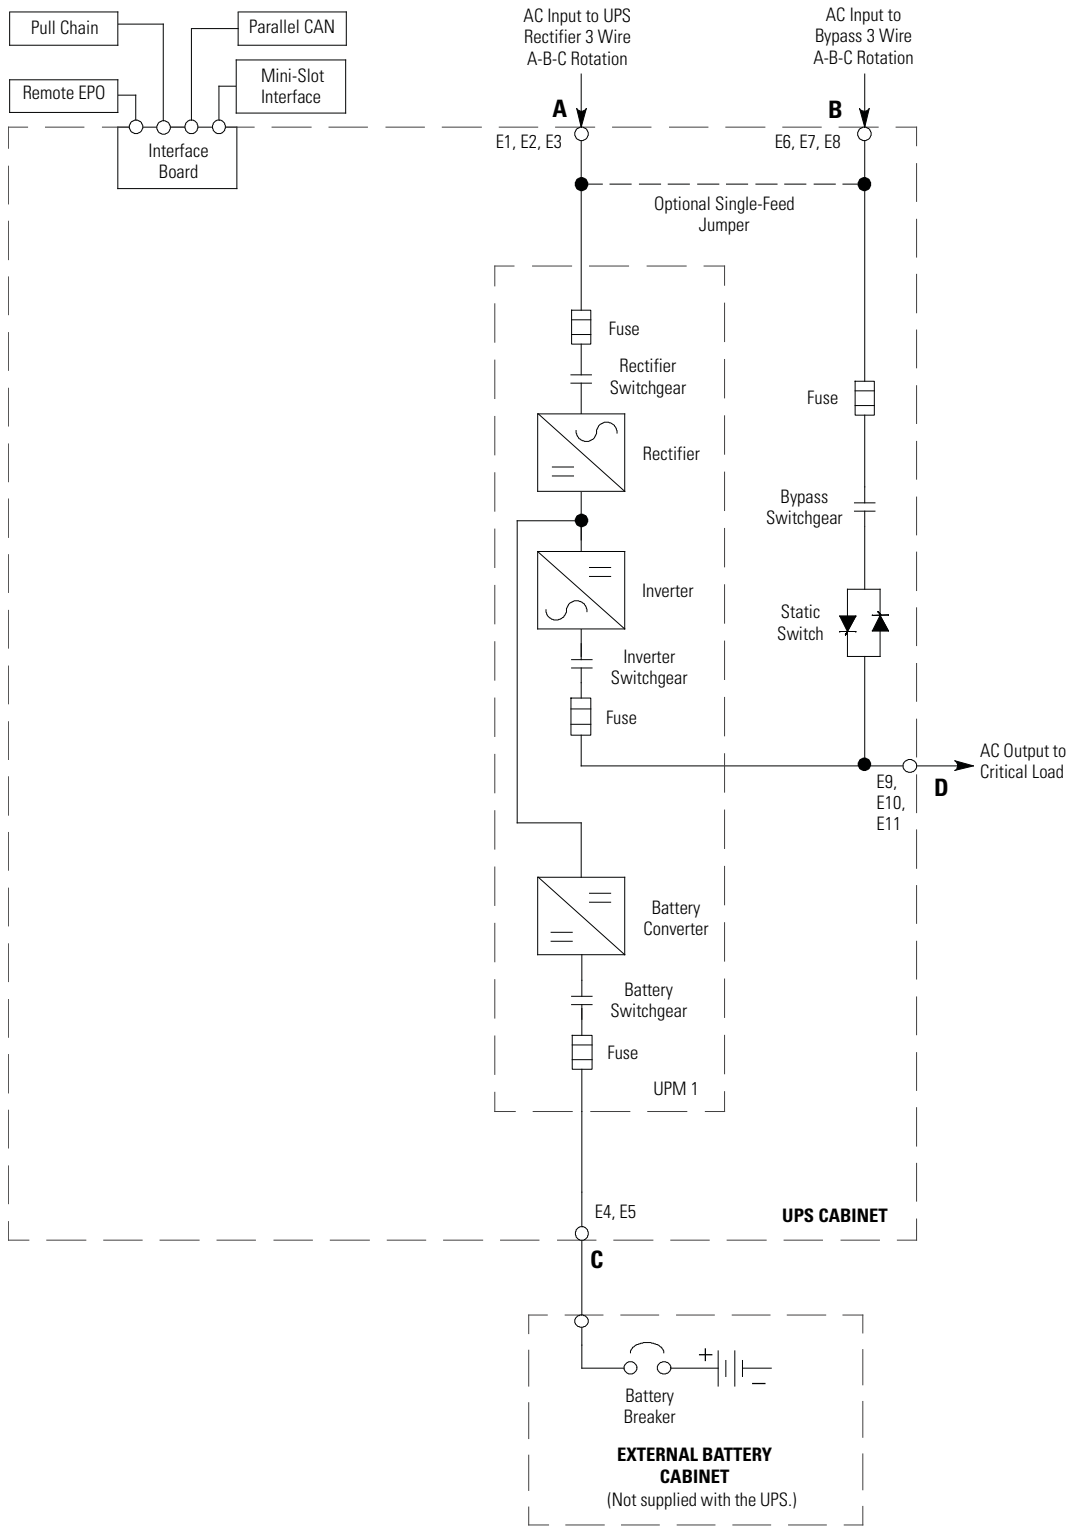 Pull Chain
Parallel CAN
Remote EPO
Mini-Slot
Interface
Interface
Board
AC Input to UPS
Rectifier 3 Wire
A-B-C Rotation
AC Input to
Bypass 3 Wire
A-B-C Rotation
A
B
E1, E2, E3
E6, E7, E8
Optional Single-Feed
Jumper
Fuse
Rectifier
Switchgear
Rectifier
Fuse
Bypass
Switchgear
Inverter
Static
Switch
Inverter
Switchgear
Fuse
AC Output to
Critical Load
E9,
E10,
E11
D
Battery
Converter
Battery
Switchgear
Fuse
UPM 1
E4, E5
UPS CABINET
C
+
−
Battery
Breaker
EXTERNAL BATTERY
CABINET
(Not supplied with the UPS.)